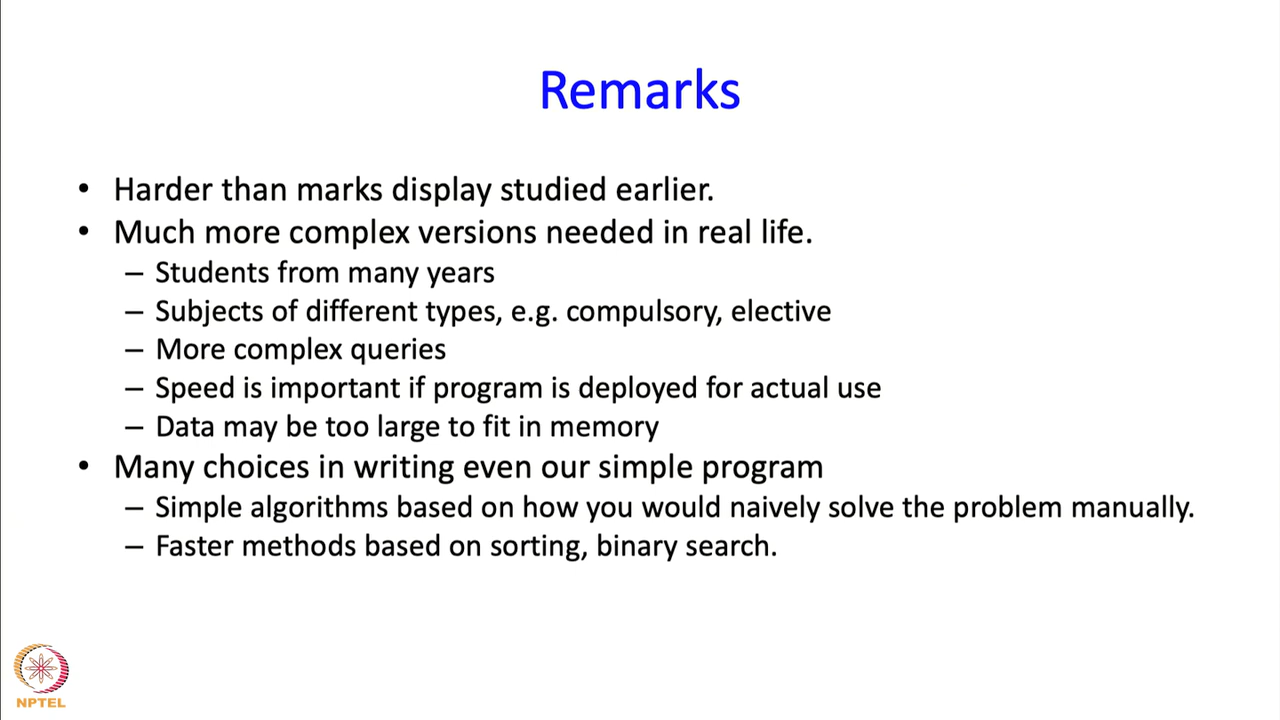 Remarks
• Harder than marks display studied earlier.
• Much more complex versions needed in real life.
– Students from many years
– Subjects of different types, e.g. compulsory, elective
– More complex queries
– Speed is important if program is deployed for actual use
– Data may be too large to fit in memory
• Many choices in writing even our simple program
– Simple algorithms based on how you would naively solve the problem manually.
– Faster methods based on sorting, binary search.
NPTEL